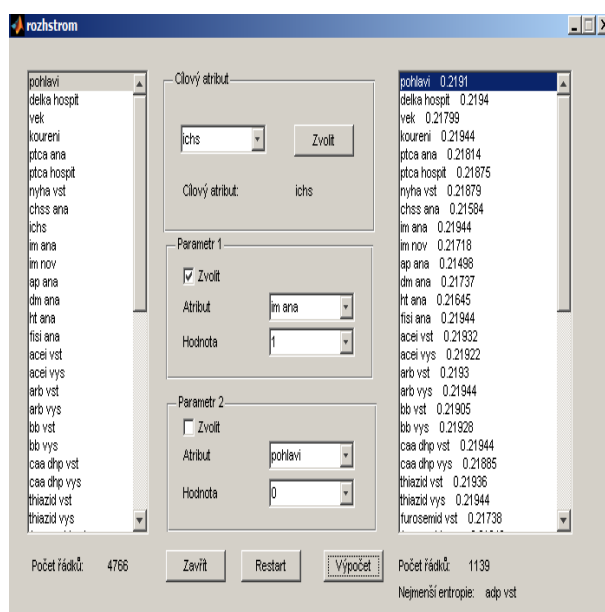 rozhstrom
pohlavi
delka hospit
vek
koureni
ptca ana
ptca hospit
nyha vst
chss ana
ichs
im ana
im nov
ap ana
dm ana
ht ana
fisi ana
acei vst
acei vys
arb vst
arb vys
bb vst
bb vys
caa dhp vst
caa dhp vys
thiazid vst
thiazid vys
Počet řádků: 4766
Cílový atribut
ichs Zvolit
Cílový atribut: ichs
Parametr 1
Zvolit
Atribut im ana
Hodnota 1
Parametr 2
Zvolit
Atribut pohlavi
Hodnota 0
Zavřít Restart Výpočet
pohlavi 0.2191
delka hospit 0.2194
vek 0.21799
koureni 0.21944
ptca ana 0.21814
ptca hospit 0.21875
nyha vst 0.21879
chss ana 0.21584
im ana 0.21944
im nov 0.21718
ap ana 0.21498
dm ana 0.21737
ht ana 0.21645
fisi ana 0.21944
acei vst 0.21932
acei vys 0.21922
arb vst 0.2193
arb vys 0.21944
bb vst 0.21905
bb vys 0.21928
caa dhp vst 0.21944
caa dhp vys 0.21885
thiazid vst 0.21936
thiazid vys 0.21944
furosemid vst 0.21738
Počet řádků: 1139
Nejmenší entropie: adp vst